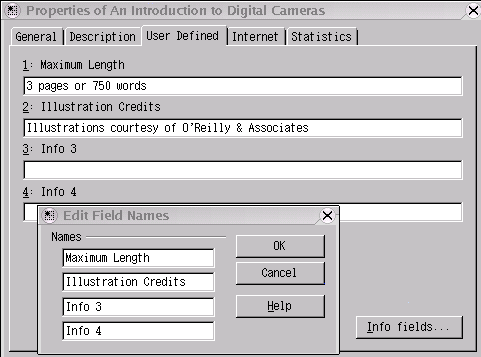 Properties of An Introduction to Digital Cameras
General Description User Defined Internet Statistics
1: Maximum Length
3 pages or 750 words
2: Illustration Credits
Illustrations courtesy of O'Reilly & Associates
3: Info 3
4: Info 4
Edit Field Names
Names
Maximum Length
Illustration Credits
Info 3
Info 4
OK
Cancel
Help
Info fields...